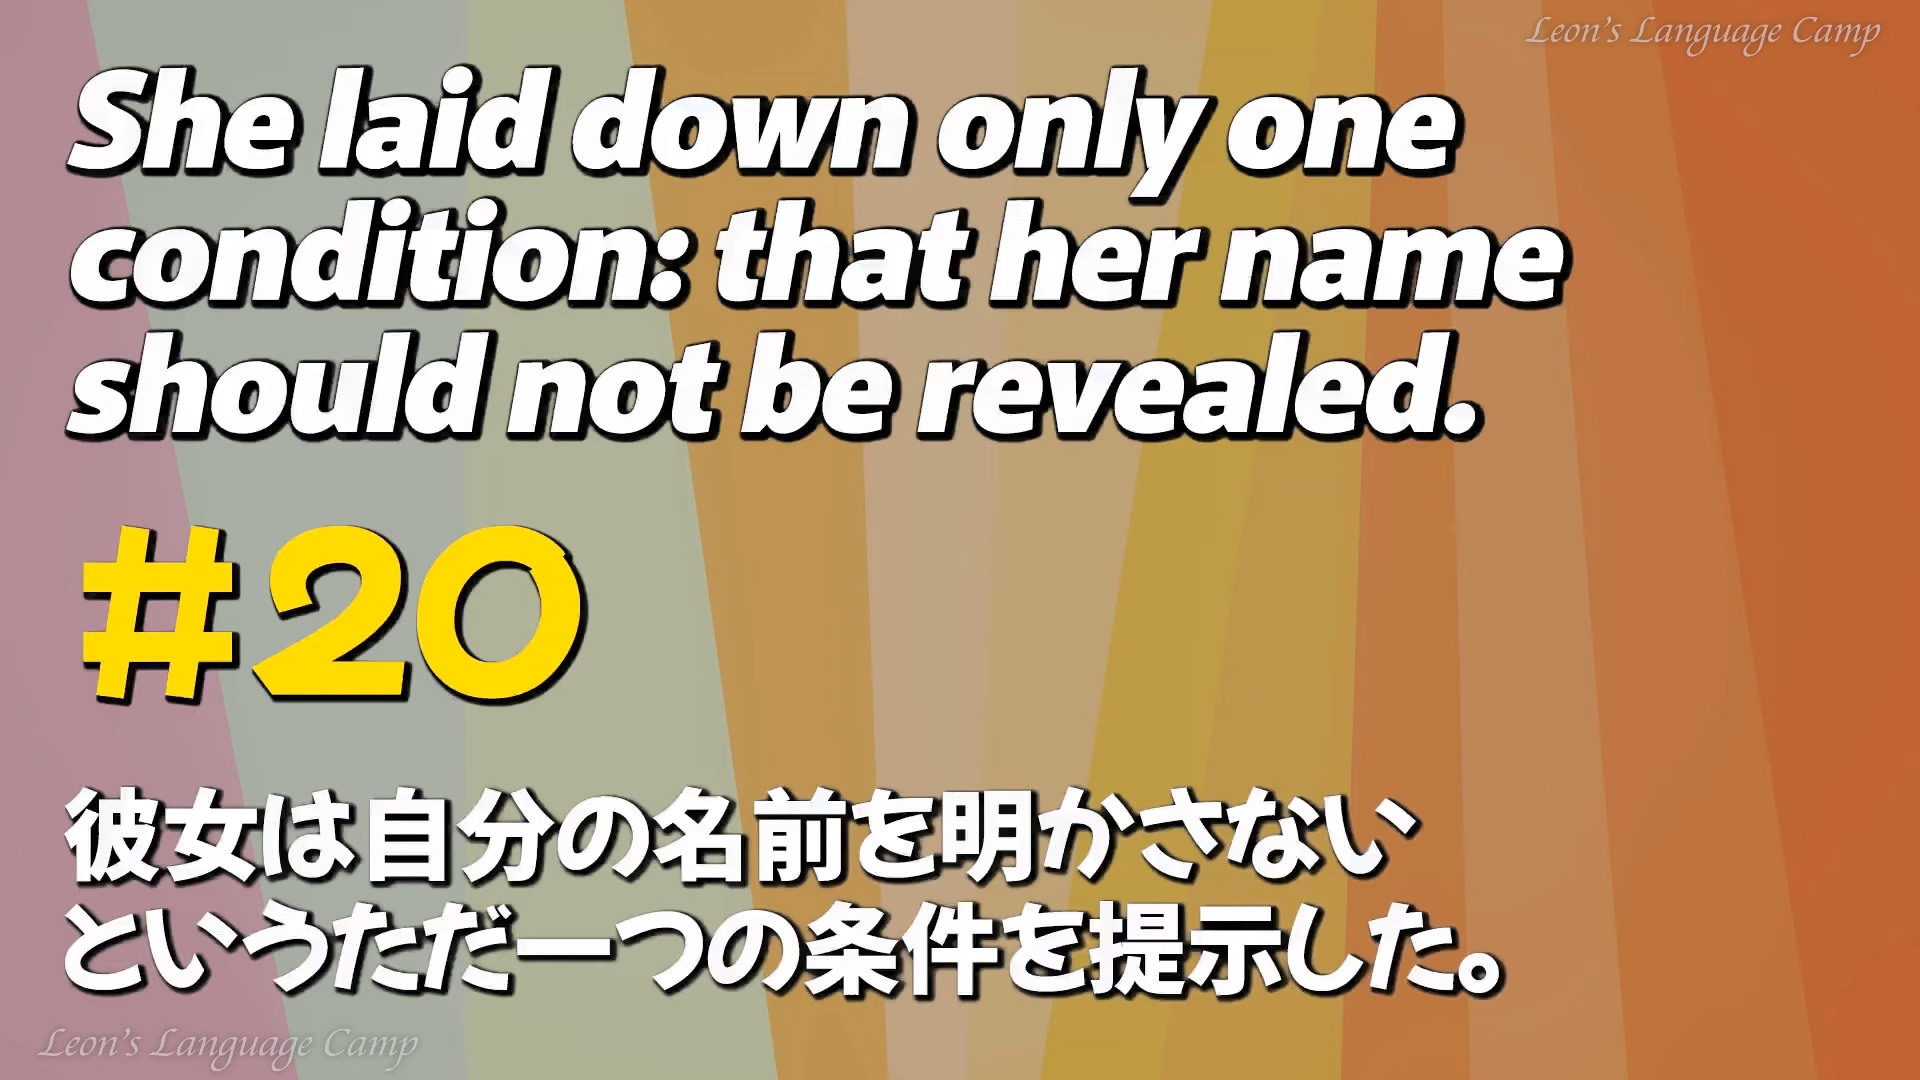 Leon's Language Camp
She laid down only one
condition: that her name
should not be revealed.
#20
彼女は自分の名前を明かさない
というただ一つの条件を提示した。
Leon's Language Camp